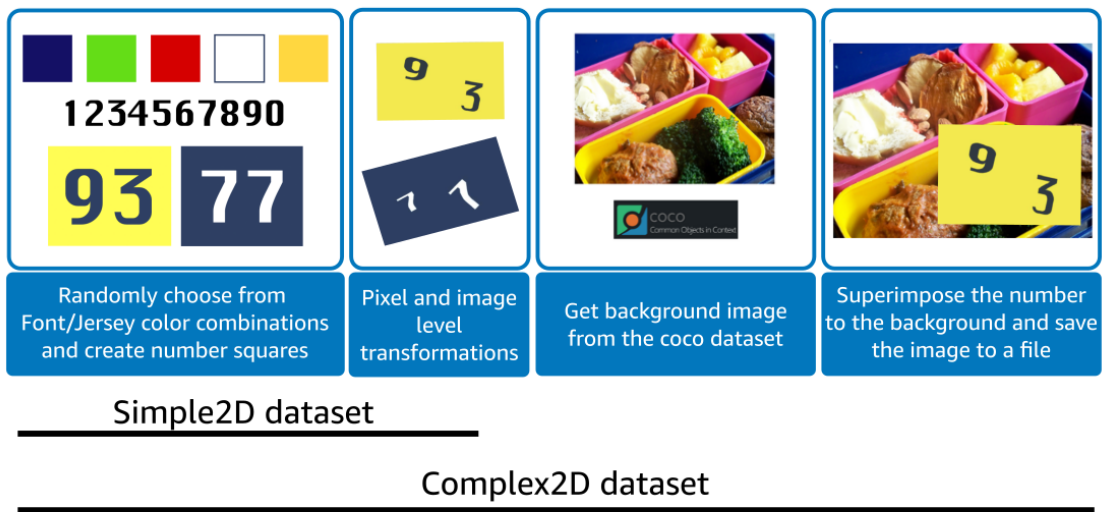 1234567890
93
77
9
3
7 7
COCO
Common Objects in Context
9
3
Randomly choose from
Font/Jersey color combinations
and create number squares
Pixel and image
level
transformations
Get background image
from the coco dataset
Superimpose the number
to the background and save
the image to a file
Simple2D dataset
Complex2D dataset